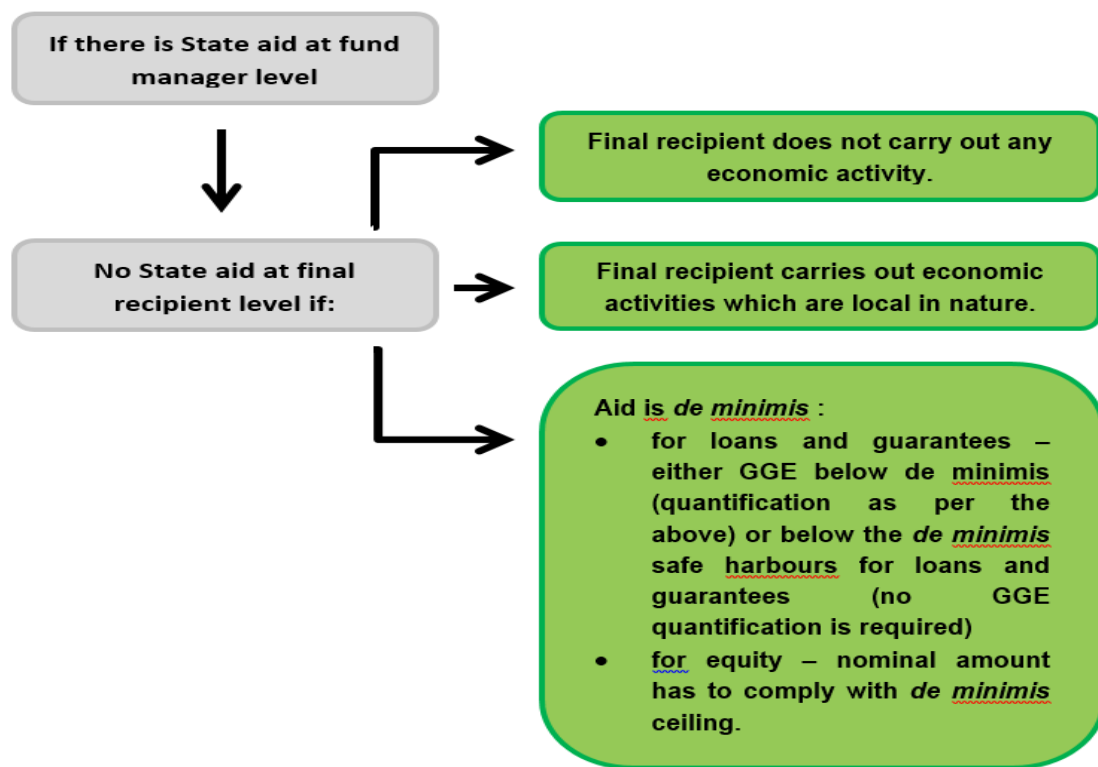 If there is State aid at fund
manager level
Final recipient does not carry out any
economic activity.
No State aid at final
recipient level if:
Final recipient carries out economic
activities which are local in nature.
Aid is de minimis :
• for loans and guarantees –
either GGE below de minimis
(quantification as per the
above) or below the de minimis
safe harbours for loans and
guarantees (no GGE
quantification is required)
• for equity – nominal amount
has to comply with de minimis
ceiling.